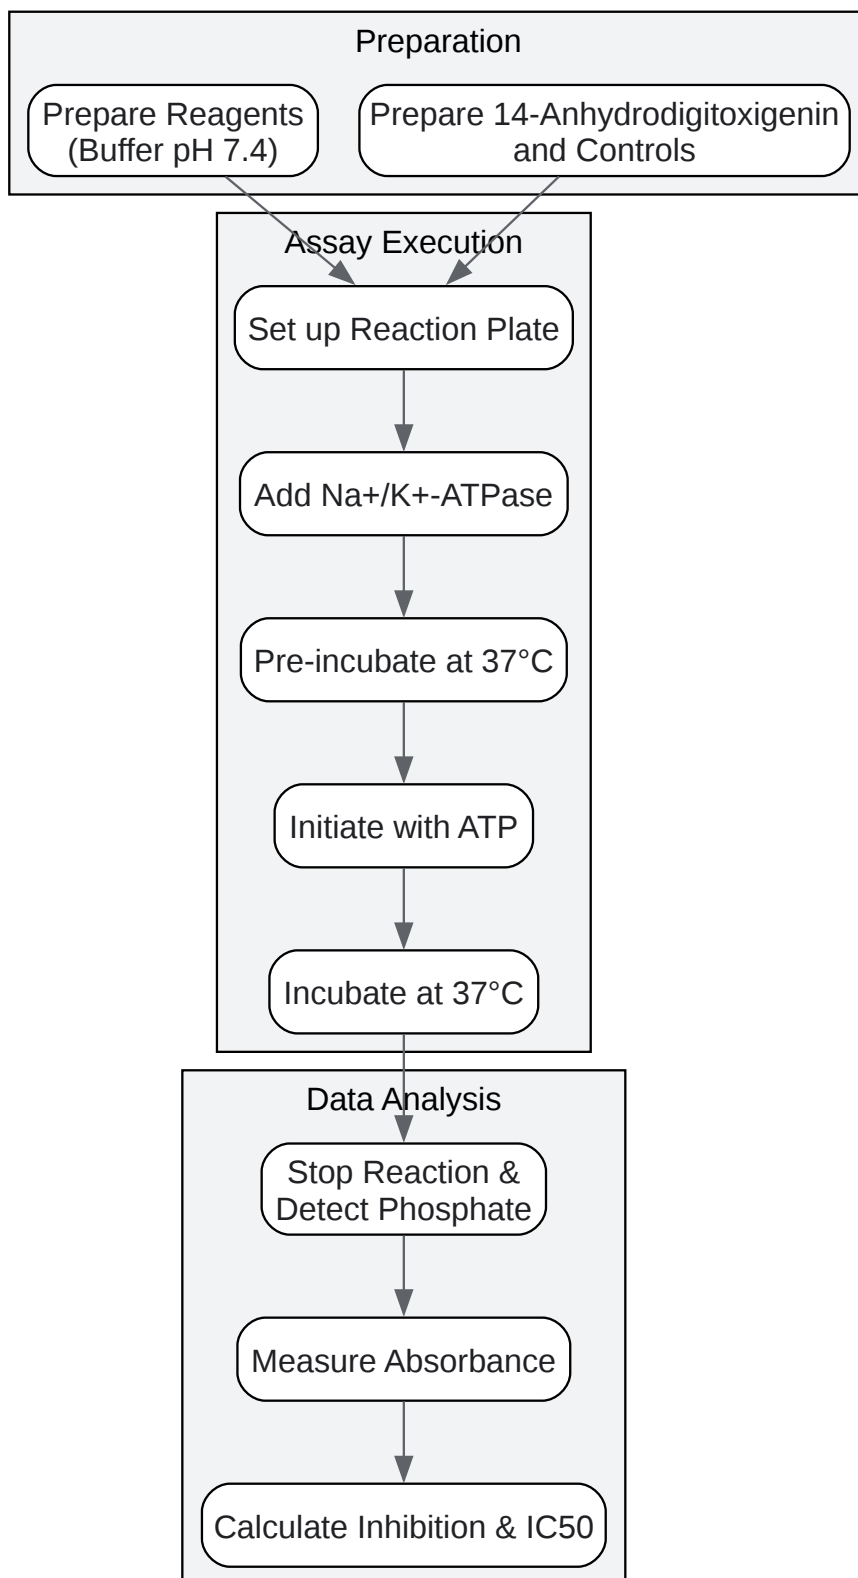 Preparation
Prepare Reagents
(Buffer pH 7.4)
Prepare 14-Anhydrodigitoxigenin
and Controls
Assay Execution
Set up Reaction Plate
Add Na+/K+-ATPase
Pre-incubate at 37°C
Initiate with ATP
Incubate at 37°C
Data Analysis
Stop Reaction &
Detect Phosphate
Measure Absorbance
Calculate Inhibition & IC50